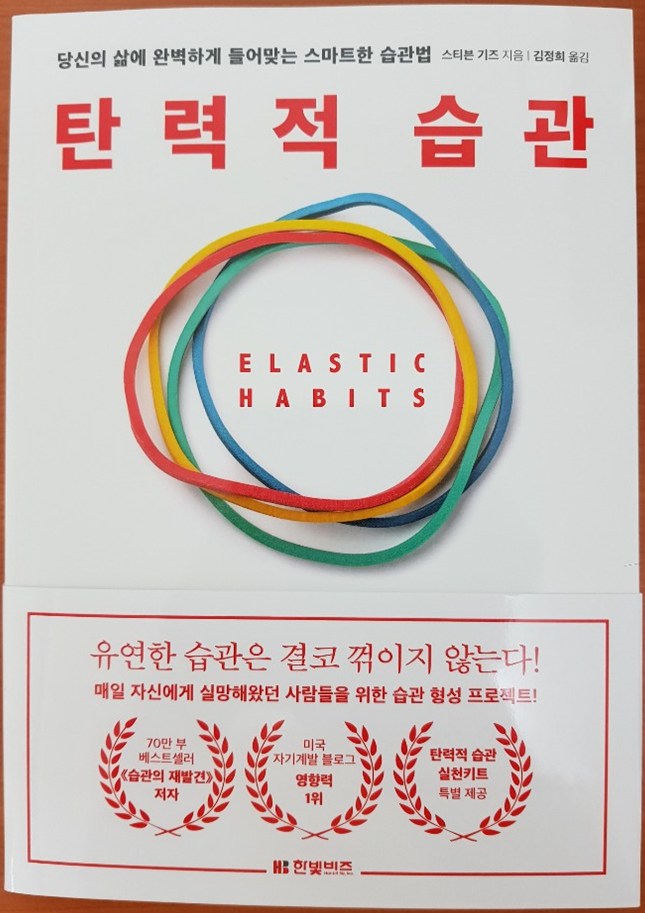 당신의 삶에 완벽하게 들어맞는 스마트한 습관법 스티븐 기즈 지음 | 김정희 옮김
탄력적 습관
ELASTIC
HABITS
유연한 습관은 결코 꺾이지 않는다!
매일 자신에게 실망해왔던 사람들을 위한 습관 형성 프로젝트!
70만 부
베스트셀러
《습관의 재발견》
저자
미국
자기계발 블로그
영향력
1위
탄력적 습관
실천키트
특별 제공
HB 한빛비즈